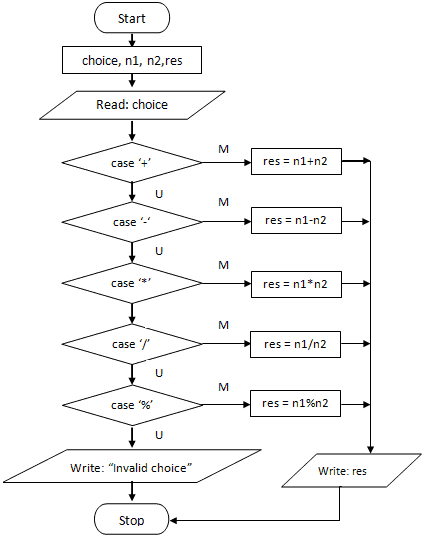 Start
choice, n1, n2,res
Read: choice
M
case ‘+’
res = n1+n2
U
M
case ‘-‘
res = n1-n2
U
M
case ‘*’
res = n1*n2
M
case ‘/’
res = n1/n2
U
M
case ‘%’
res = n1%n2
U
Write: “Invalid choice”
Write: res
Stop